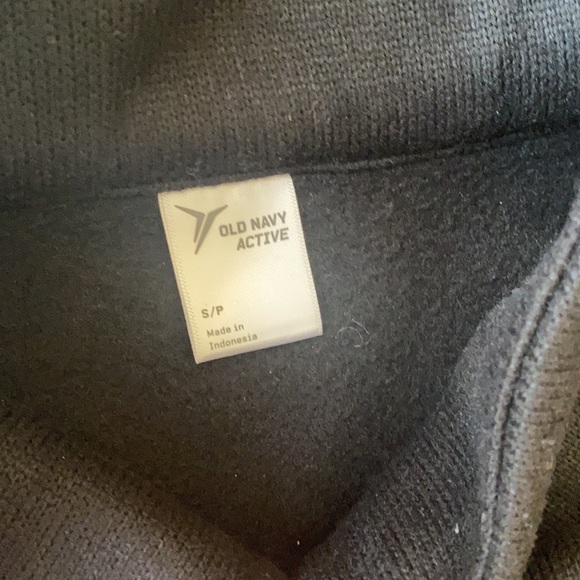 OLD NAVY
ACTIVE
S/P
Made in
Indonesia